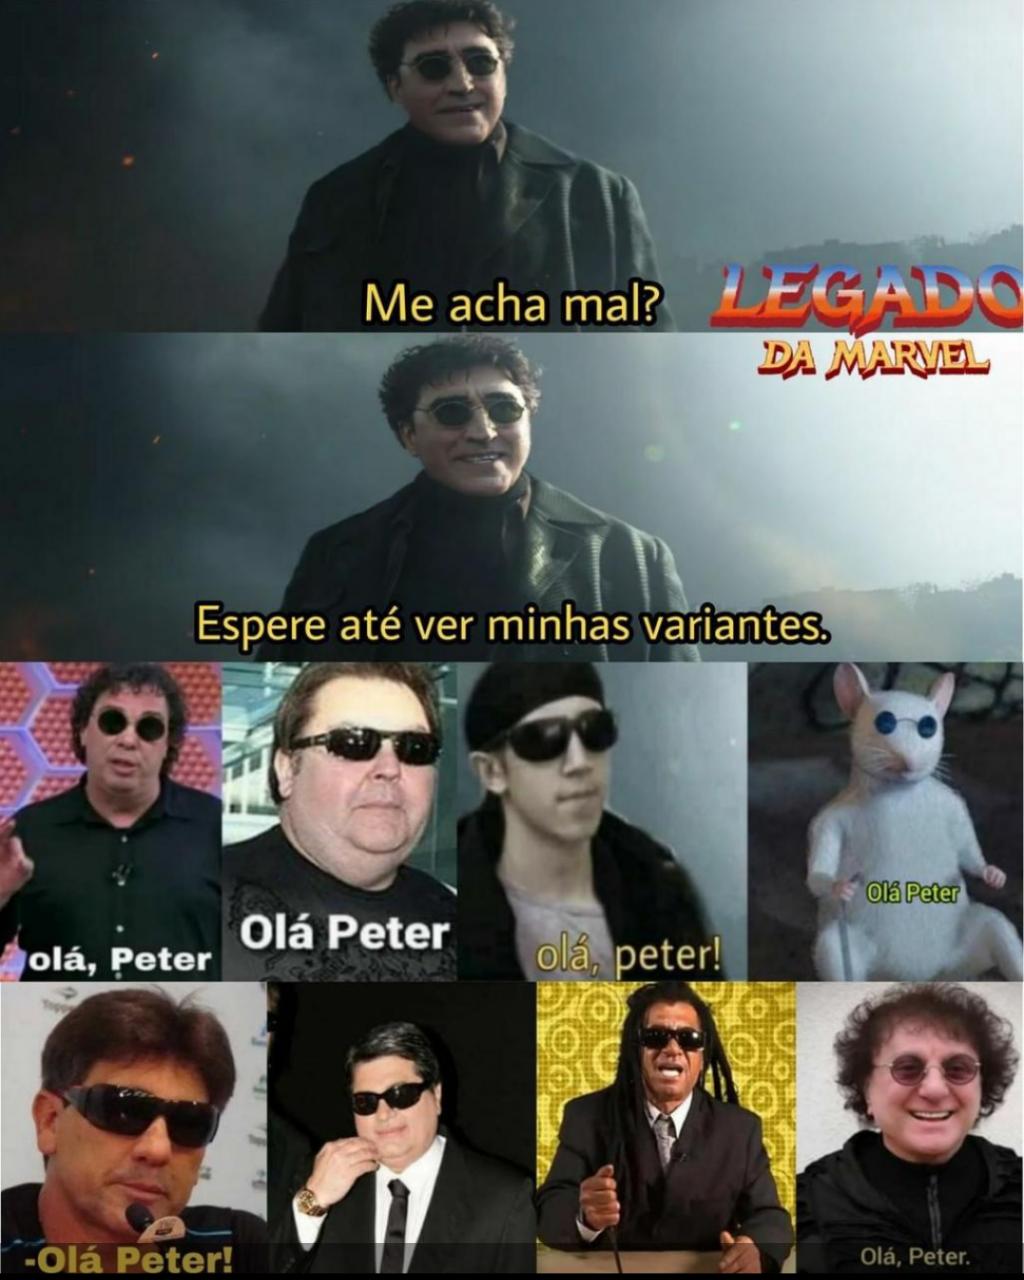 Me acha mal?
LEGADO
DA MARVEL
Espere até ver minhas variantes.
olá, Peter
Olá Peter
olá, peter!
Olá Peter
-Olá Peter!
Olá, Peter.